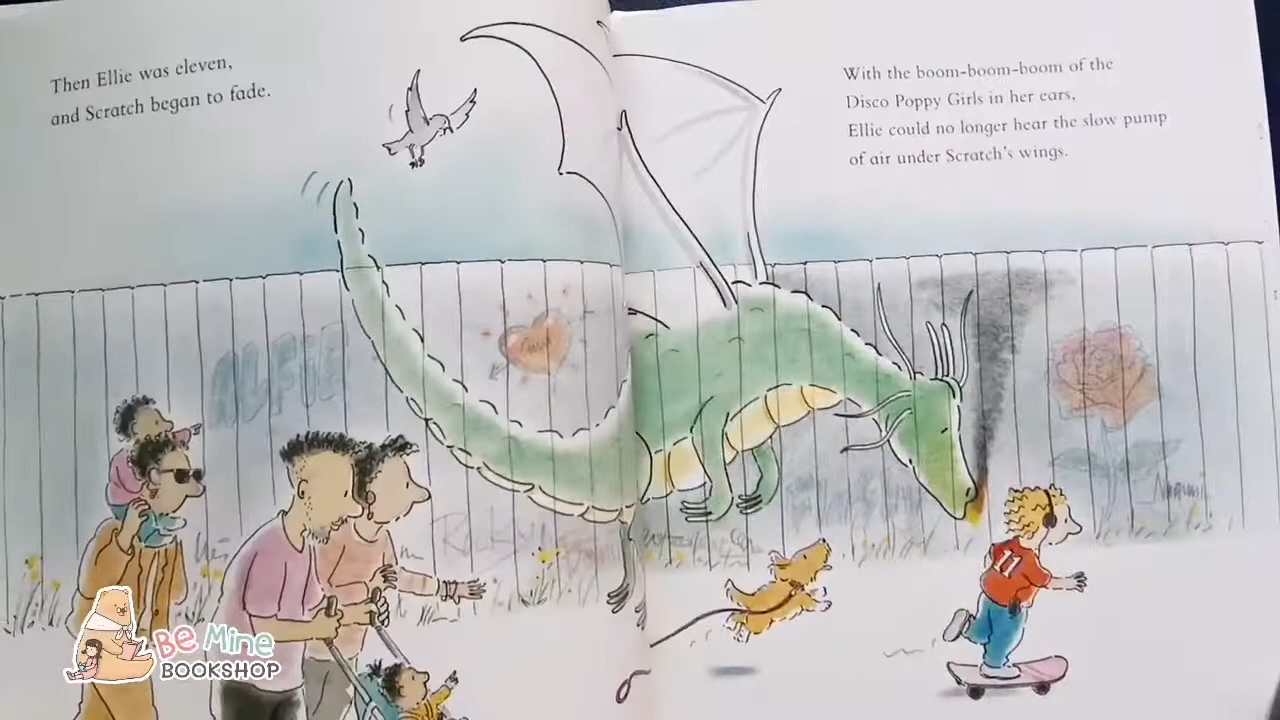 Then Ellie was eleven,
and Scratch began to fade.
With the boom-boom-boom of the
Disco Poppy Girls in her ears,
Ellie could no longer hear the slow pump
of air under Scratch's wings.
ALFIE
11
Be Mine
BOOKSHOP